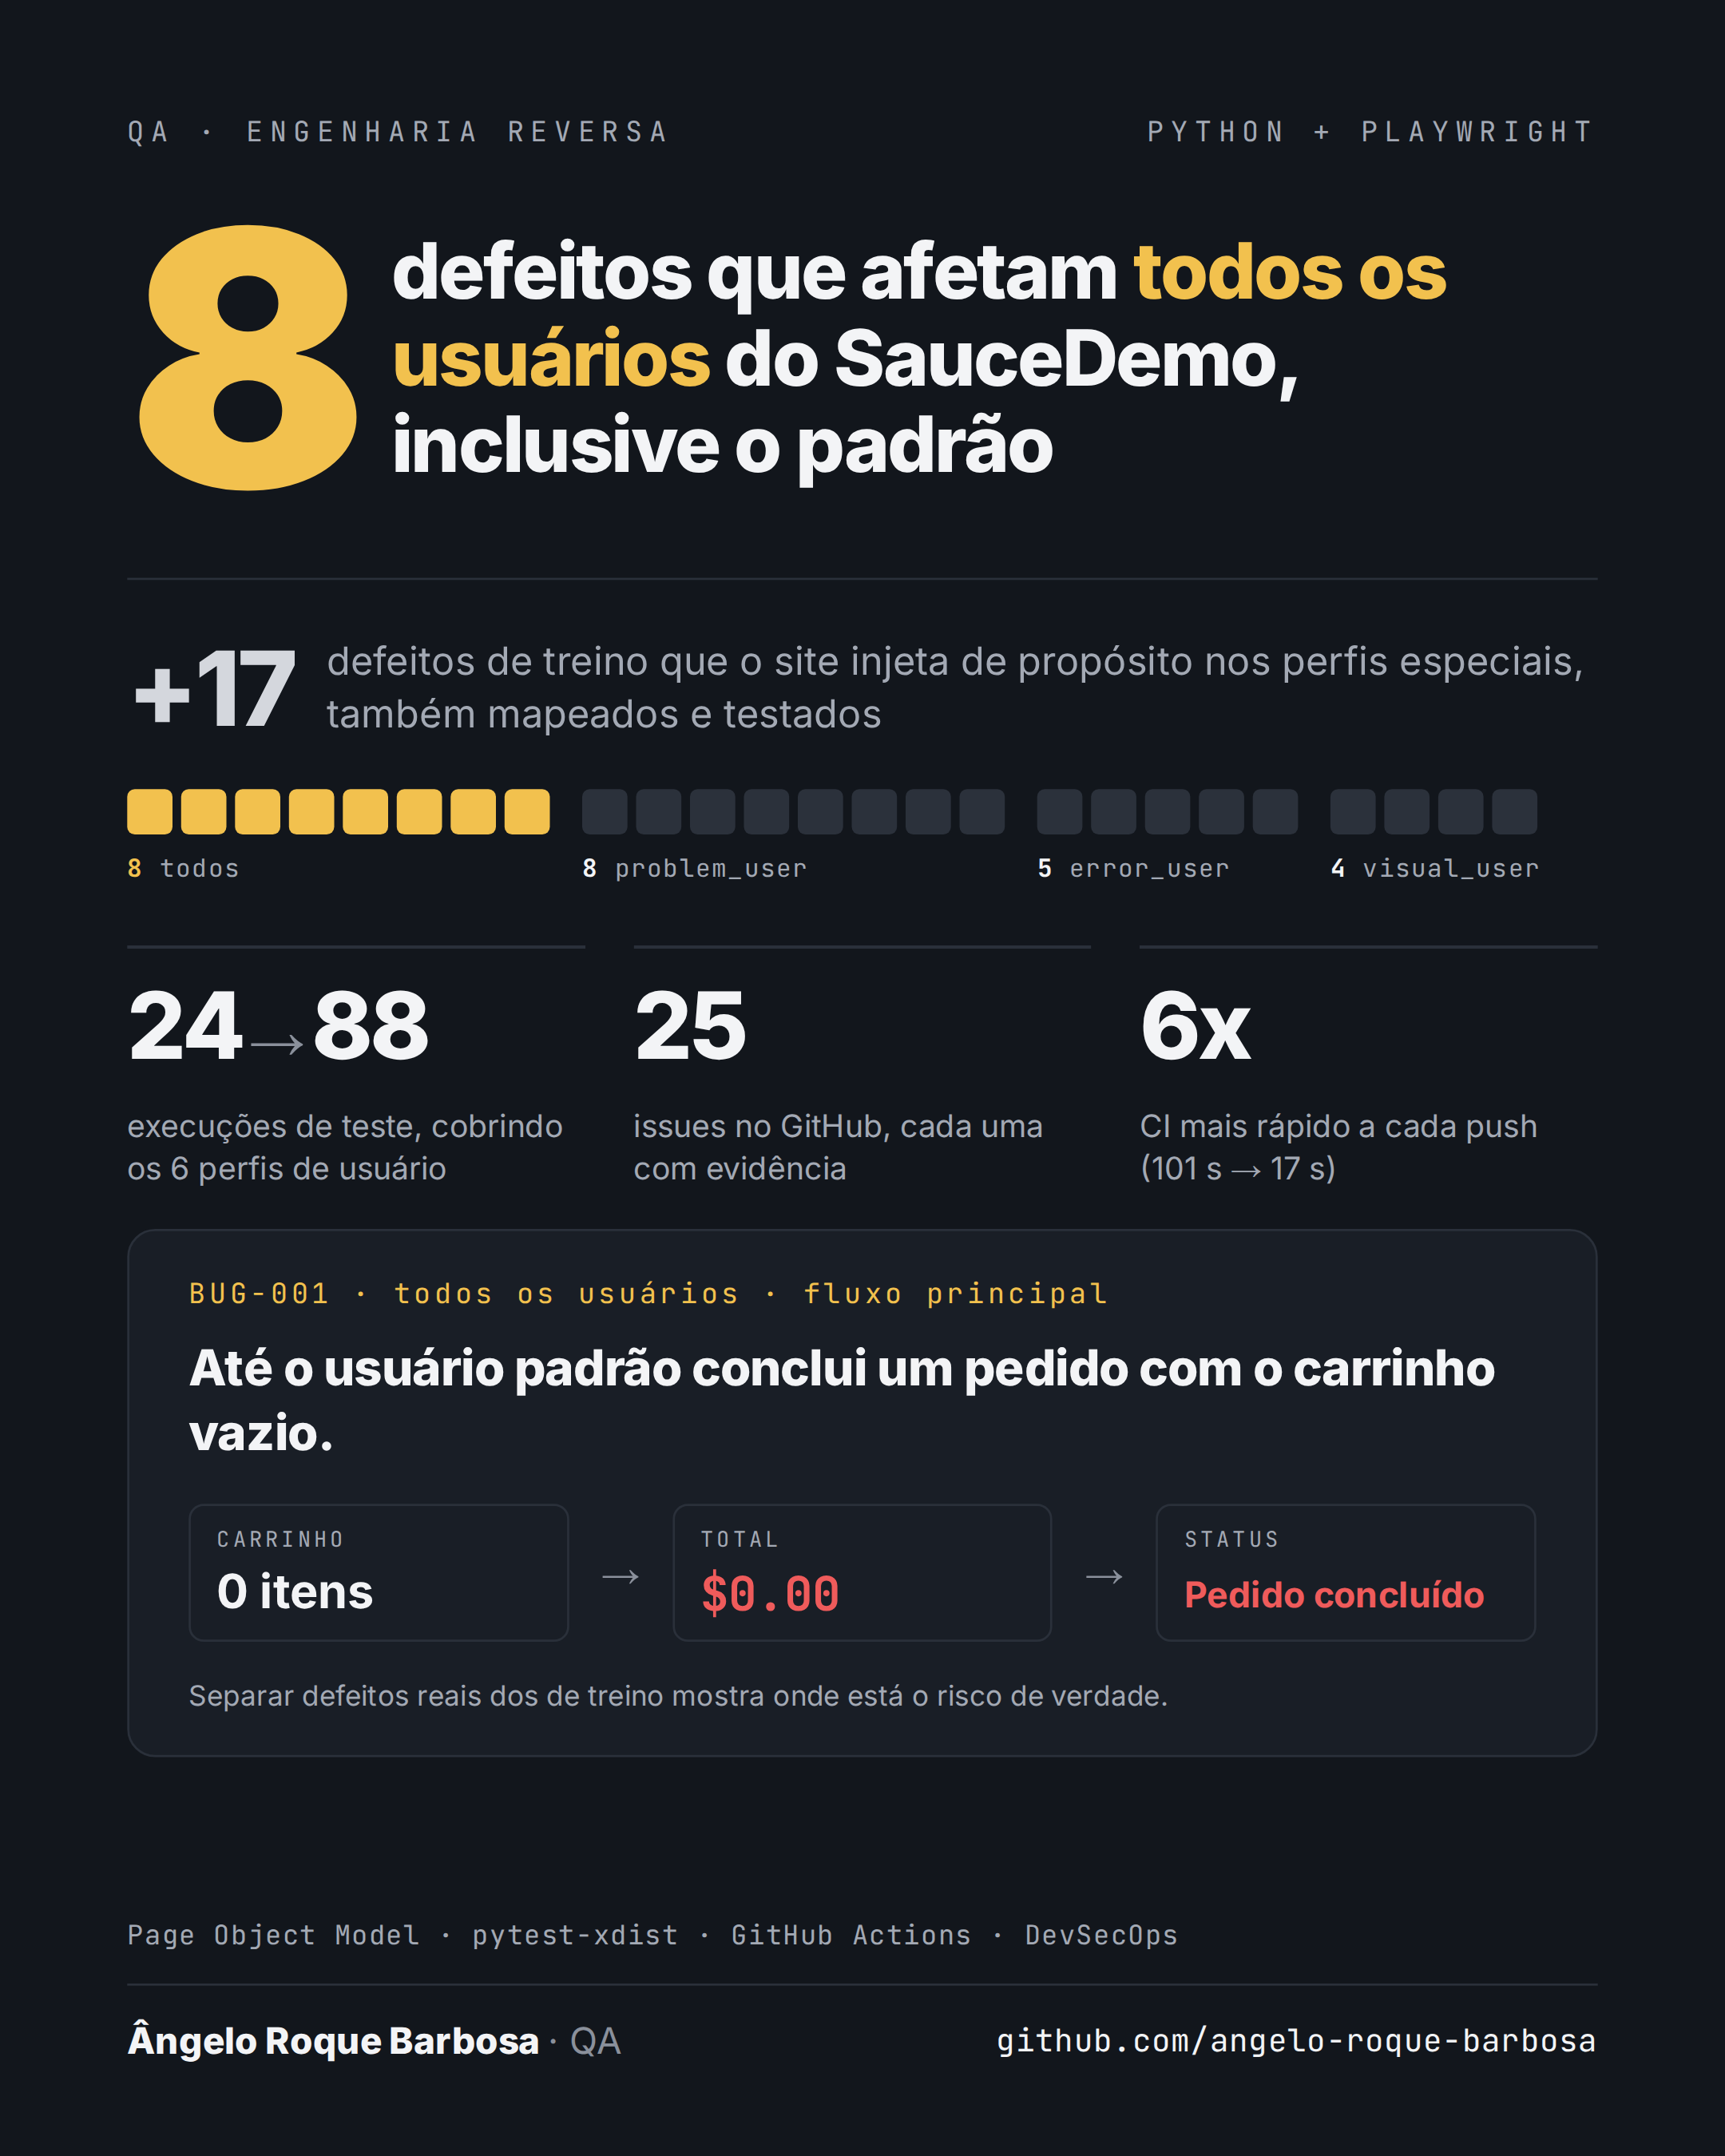 QA · ENGENHARIA REVERSA
PYTHON + PLAYWRIGHT
8
defeitos que afetam todos os
usuários do SauceDemo,
inclusive o padrão
+17
defeitos de treino que o site injeta de propósito nos perfis especiais,
também mapeados e testados
8 todos
8 problem_user
5 error_user
4 visual_user
24→88
execuções de teste, cobrindo
os 6 perfis de usuário
25
issues no GitHub, cada uma
com evidência
6x
CI mais rápido a cada push
(101 s → 17 s)
BUG-001 · todos os usuários · fluxo principal
Até o usuário padrão conclui um pedido com o carrinho
vazio.
CARRINHO
0 itens
→
TOTAL
$0.00
→
STATUS
Pedido concluído
Separar defeitos reais dos de treino mostra onde está o risco de verdade.
Page Object Model · pytest-xdist · GitHub Actions · DevSecOps
Ângelo Roque Barbosa · QA
github.com/angelo-roque-barbosa